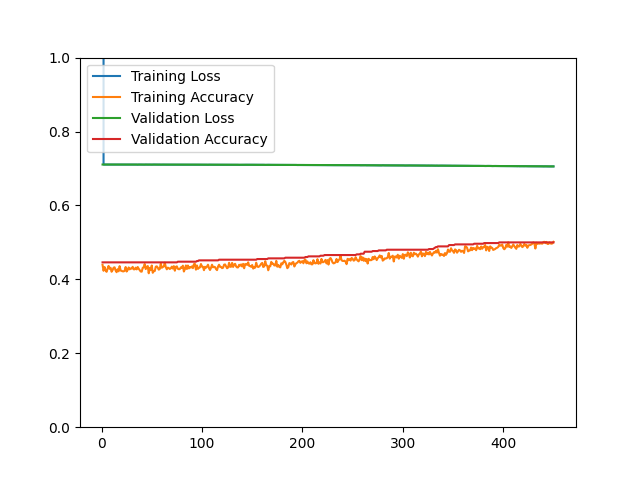 1.0
0.8
0.6
0.4
0.2
0.0
Training Loss
Training Accuracy
Validation Loss
Validation Accuracy
0 100 200 300 400